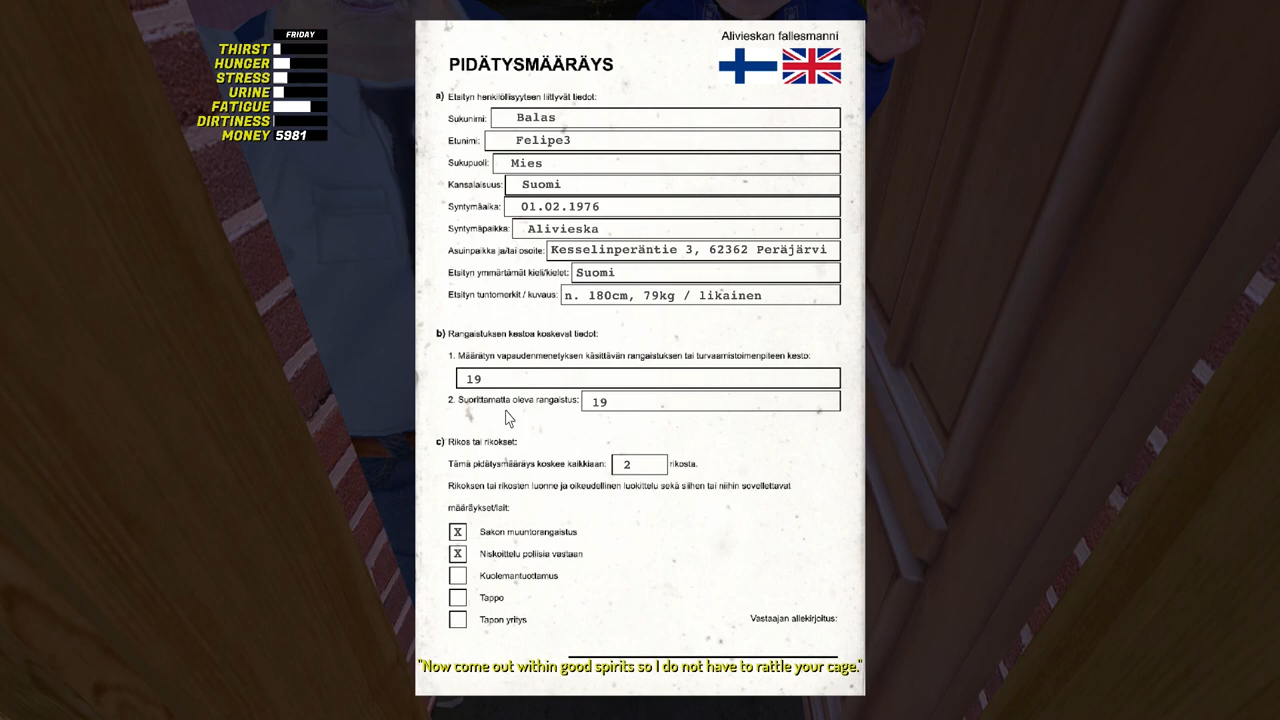 FRIDAY
THIRST
HUNGER
STRESS
URINE
FATIGUE
DIRTINESS
MONEY 5981
Alivieskan fallesmanni
PIDÄTYSMÄÄRÄYS
a) Etsityn henkilöllisyyteen liittyvät tiedot:
Sukunimi: Balas
Etunimi: Felipe3
Sukupuoli: Mies
Kansalaisuus: Suomi
Syntymäaika: 01.02.1976
Syntymäpaikka: Alivieska
Asuinpaikka ja/tai osoite: Kesselinperäntie 3, 62362 Peräjärvi
Etsityn ymmärtämät kieli/kielet: Suomi
Etsityn tuntomerkit / kuvaus: n. 180cm, 79kg / likainen
b) Rangaistuksen kestoa koskevat tiedot:
1. Määrätyn vapaudenmenetyksen käsittävän rangaistuksen tai turvaamistoimenpiteen kesto:
19
2. Suorittamatta oleva rangaistus: 19
c) Rikos tai rikokset:
Tämä pidätysmääräys koskee kaikkiaan: 2 rikosta.
Rikoksen tai rikosten luonne ja oikeudellinen luokittelu sekä siihen tai niihin sovellettavat
määräykset/lait:
X Sakon muuntorangaistus
X Niskoittelu poliisia vastaan
Kuolemantuottamus
Tappo
Tapon yritys
Vastaajan allekirjoitus:
"Now come out within good spirits so I do not have to rattle your cage."